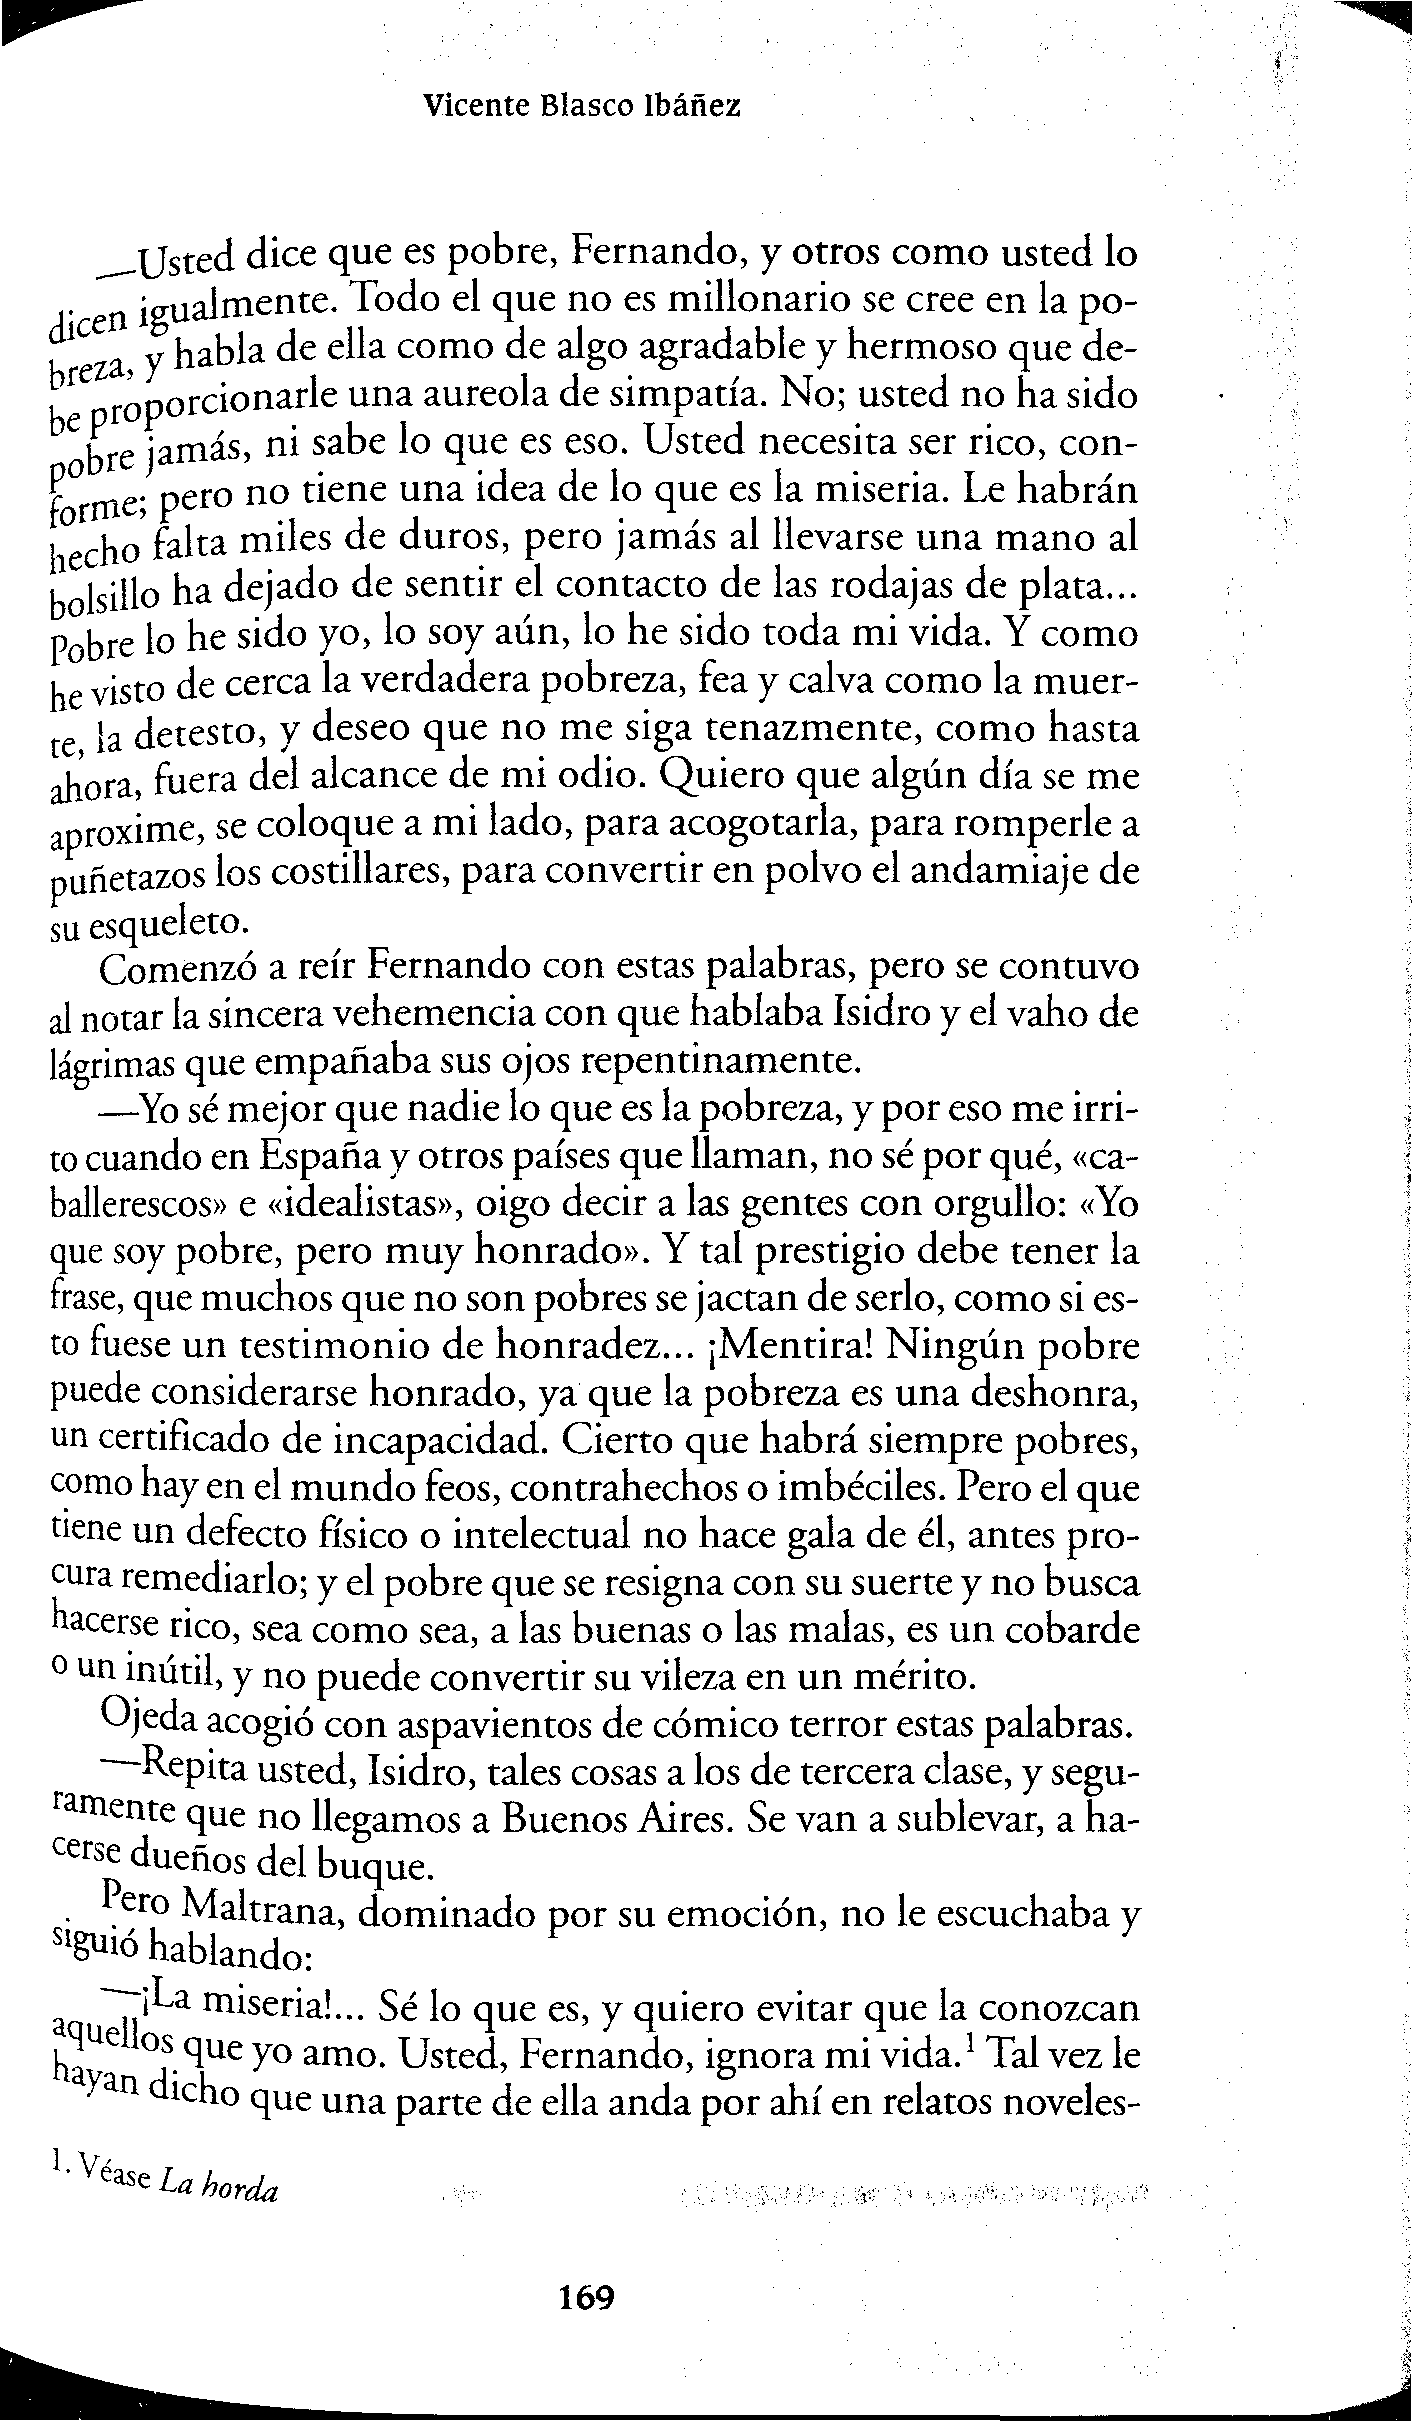 Vicente Blasco Ibáñez
—Usted dice que es pobre, Fernando, y otros como usted lo
dicen igualmente. Todo el que no es millonario se cree en la po-
breza, y habla de ella como de algo agradable y hermoso que de-
be proporcionarle una aureola de simpatía. No; usted no ha sido
pobre jamás, ni sabe lo que es eso. Usted necesita ser rico, con-
forme; pero no tiene una idea de lo que es la miseria. Le habrán
hecho falta miles de duros, pero jamás al llevarse una mano al
bolsillo ha dejado de sentir el contacto de las rodajas de plata...
Pobre lo he sido yo, lo soy aún, lo he sido toda mi vida. Y como
he visto de cerca la verdadera pobreza, fea y calva como la muer-
te, la detesto, y deseo que no me siga tenazmente, como hasta
ahora, fuera del alcance de mi odio. Quiero que algún día se me
aproxime, se coloque a mi lado, para acogotarla, para romperle a
puñetazos los costillares, para convertir en polvo el andamiaje de
su esqueleto.
Comenzó a reír Fernando con estas palabras, pero se contuvo
al notar la sincera vehemencia con que hablaba Isidro y el vaho de
lágrimas que empañaba sus ojos repentinamente.
—Yo sé mejor que nadie lo que es la pobreza, y por eso me irri-
to cuando en España y otros países que llaman, no sé por qué, «ca-
ballerescos» e «idealistas», oigo decir a las gentes con orgullo: «Yo
que soy pobre, pero muy honrado». Y tal prestigio debe tener la
frase, que muchos que no son pobres se jactan de serlo, como si es-
to fuese un testimonio de honradez... ¡Mentira! Ningún pobre
puede considerarse honrado, ya que la pobreza es una deshonra,
un certificado de incapacidad. Cierto que habrá siempre pobres,
como hay en el mundo feos, contrahechos o imbéciles. Pero el que
tiene un defecto físico o intelectual no hace gala de él, antes pro-
cura remediarlo; y el pobre que se resigna con su suerte y no busca
hacerse rico, sea como sea, a las buenas o las malas, es un cobarde
o un inútil, y no puede convertir su vileza en un mérito.
Ojeda acogió con aspavientos de cómico terror estas palabras.
—Repita usted, Isidro, tales cosas a los de tercera clase, y segu-
ramente que no llegamos a Buenos Aires. Se van a sublevar, a ha-
cerse dueños del buque.
Pero Maltrana, dominado por su emoción, no le escuchaba y
siguió hablando:
—¡La miseria!... Sé lo que es, y quiero evitar que la conozcan
aquellos que yo amo. Usted, Fernando, ignora mi vida.¹ Tal vez le
hayan dicho que una parte de ella anda por ahí en relatos noveles-
1. Véase La horda
169